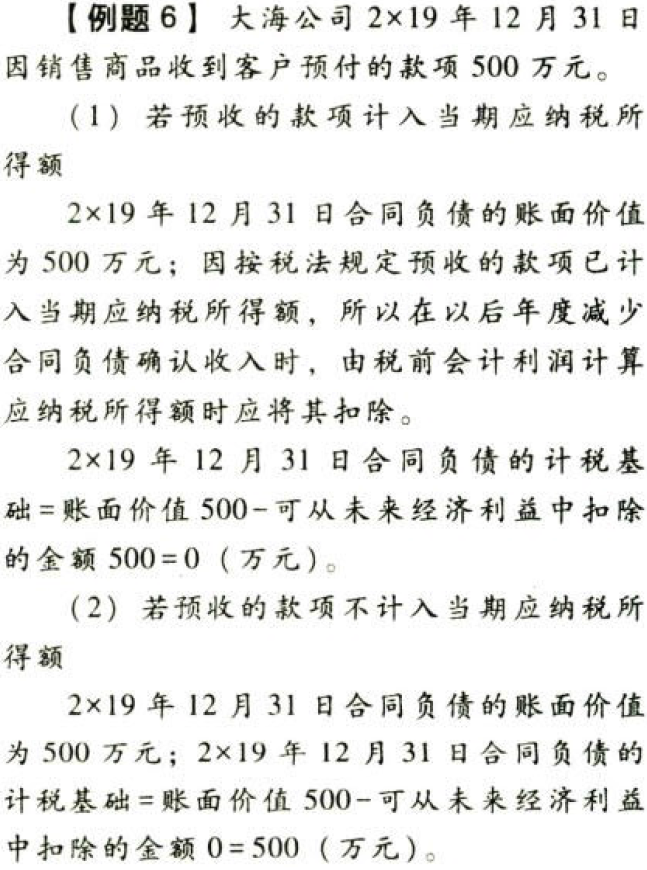 【例题6】 大海公司2×19年12月31日
因销售商品收到客户预付的款项500万元。
(1) 若预收的款项计入当期应纳税所
得额
2×19年12月31日合同负债的账面价值
为500万元；因按税法规定预收的款项已计
入当期应纳税所得额，所以在以后年度减少
合同负债确认收入时，由税前会计利润计算
应纳税所得额时应将其扣除。
2×19年12月31日合同负债的计税基
础=账面价值500-可从未来经济利益中扣除
的金额500=0（万元）。
(2) 若预收的款项不计入当期应纳税所
得额
2×19年12月31日合同负债的账面价值
为500万元；2×19年12月31日合同负债的
计税基础=账面价值500-可从未来经济利益
中扣除的金额0=500（万元）。